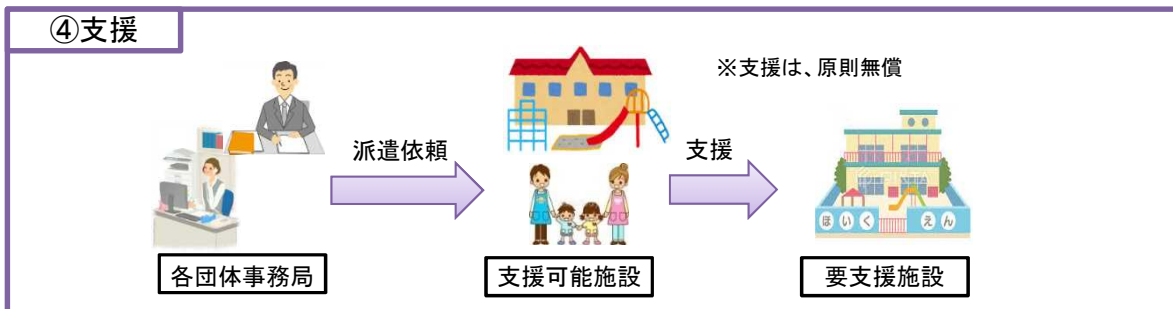 ④支援
※支援は、原則無償
派遣依頼
支援
ほいく
えん
各団体事務局
支援可能施設
要支援施設